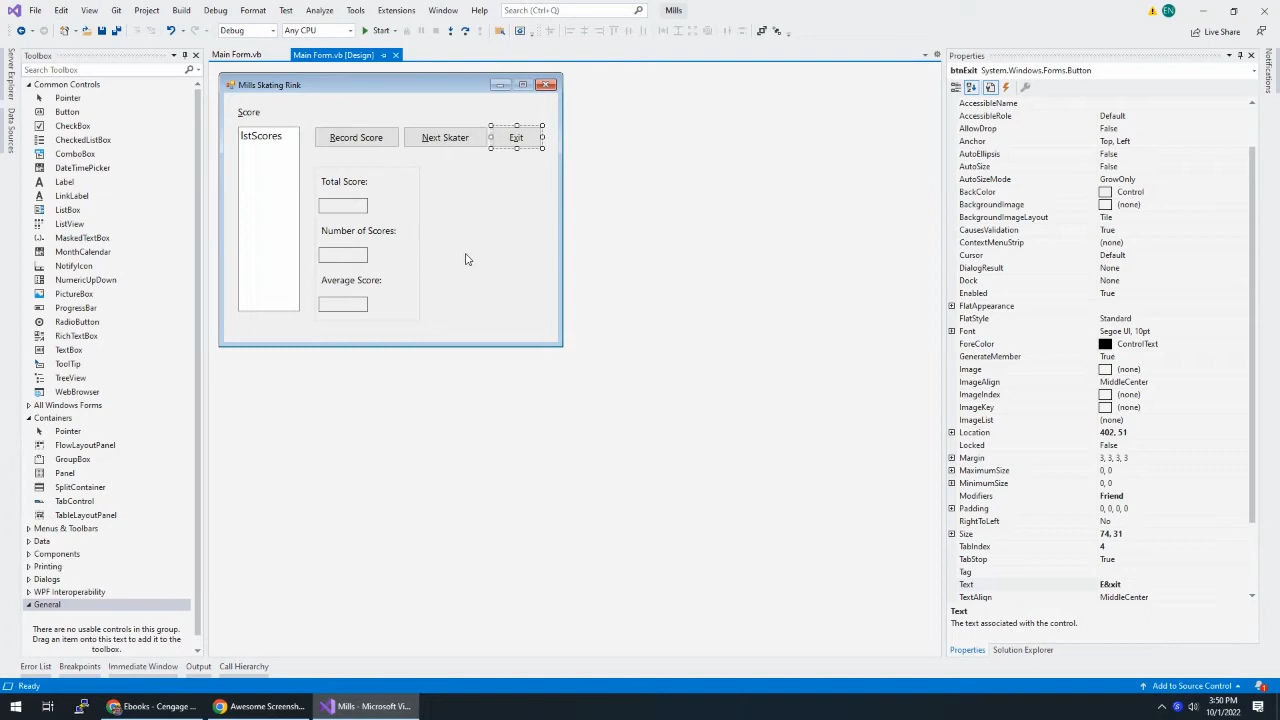 File Edit View Git Project Build Debug Format Test Analyze Tools Extensions Window Help Search (Ctrl+Q) Mills EN
Debug Any CPU Start Live Share
Server Explorer
Data Sources
Toolbox
Search Toolbox
Common Controls
Pointer
Button
CheckBox
CheckedListBox
ComboBox
DateTimePicker
Label
LinkLabel
ListBox
ListView
MaskedTextBox
MonthCalendar
NotifyIcon
NumericUpDown
PictureBox
ProgressBar
RadioButton
RichTextBox
TextBox
ToolTip
TreeView
WebBrowser
All Windows Forms
Containers
Pointer
FlowLayoutPanel
GroupBox
Panel
SplitContainer
TabControl
TableLayoutPanel
Menus & Toolbars
Data
Components
Printing
Dialogs
WPF Interoperability
General
There are no usable controls in this group.
Drag an item onto this text to add it to the
toolbox.
Main Form.vb Main Form.vb [Design]
Mills Skating Rink
Score
lstScores
Record Score Next Skater Exit
Total Score:
Number of Scores:
Average Score:
Properties
btnExit System.Windows.Forms.Button
AccessibleName
AccessibleRole Default
AllowDrop False
Anchor Top, Left
AutoEllipsis False
AutoSize False
AutoSizeMode GrowOnly
BackColor Control
BackgroundImage (none)
BackgroundImageLayout Tile
CausesValidation True
ContextMenuStrip (none)
Cursor Default
DialogResult None
Dock None
Enabled True
FlatAppearance
FlatStyle Standard
Font Segoe UI, 10pt
ForeColor ControlText
GenerateMember True
Image (none)
ImageAlign MiddleCenter
ImageIndex (none)
ImageKey (none)
ImageList (none)
Location 402, 51
Locked False
Margin 3, 3, 3, 3
MaximumSize 0, 0
MinimumSize 0, 0
Modifiers Friend
Padding 0, 0, 0, 0
RightToLeft No
Size 74, 31
TabIndex 4
TabStop True
Tag
Text E&xit
TextAlign MiddleCenter
Text
The text associated with the control.
Properties Solution Explorer
Notifications
Error List Breakpoints Immediate Window Output Call Hierarchy
Ready Add to Source Control 1
Ebooks - Cengage ... Awesome Screensh... Mills - Microsoft Vi...
3:50 PM
10/1/2022